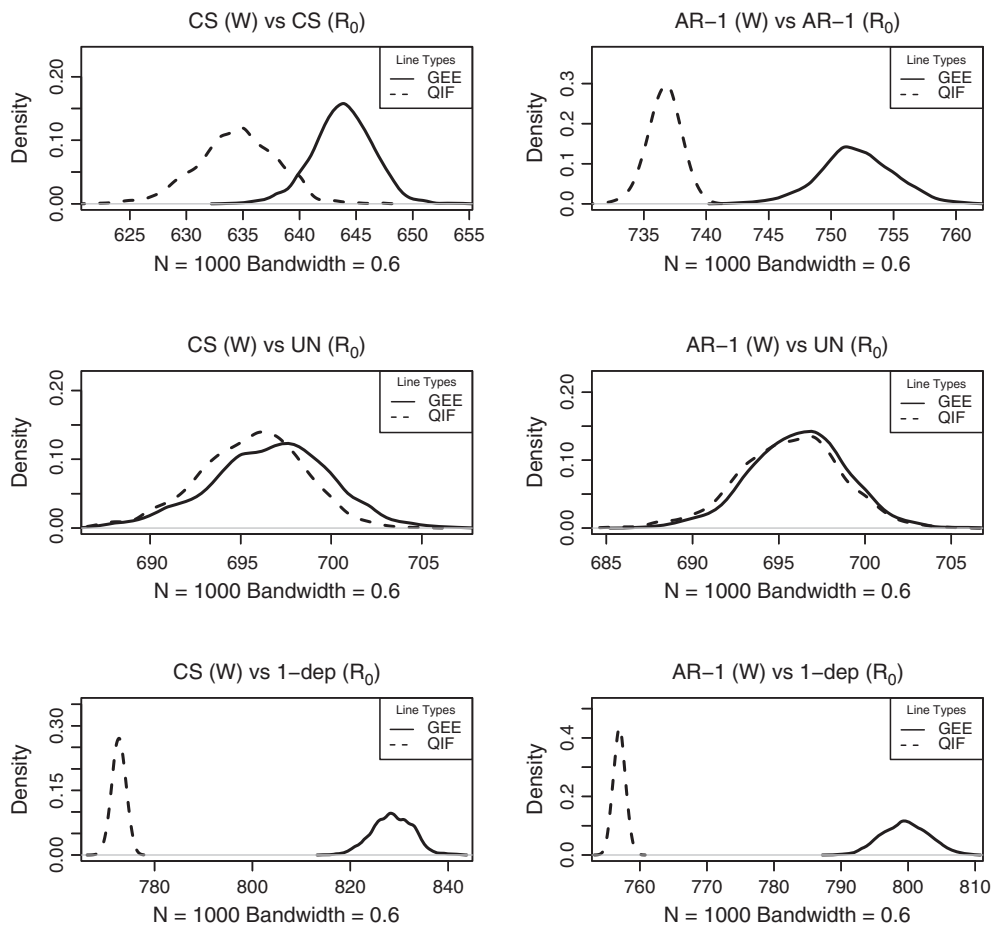 CS (W) vs CS (R0)
Density
0.00 0.10 0.20
Line Types
GEE
QIF
625 630 635 640 645 650 655
N = 1000 Bandwidth = 0.6
AR−1 (W) vs AR−1 (R0)
Density
0.0 0.1 0.2 0.3
Line Types
GEE
QIF
735 740 745 750 755 760
N = 1000 Bandwidth = 0.6
CS (W) vs UN (R0)
Density
0.00 0.10 0.20
Line Types
GEE
QIF
690 695 700 705
N = 1000 Bandwidth = 0.6
AR−1 (W) vs UN (R0)
Density
0.00 0.10 0.20
Line Types
GEE
QIF
685 690 695 700 705
N = 1000 Bandwidth = 0.6
CS (W) vs 1−dep (R0)
Density
0.00 0.15 0.30
Line Types
GEE
QIF
780 800 820 840
N = 1000 Bandwidth = 0.6
AR−1 (W) vs 1−dep (R0)
Density
0.0 0.2 0.4
Line Types
GEE
QIF
760 770 780 790 800 810
N = 1000 Bandwidth = 0.6